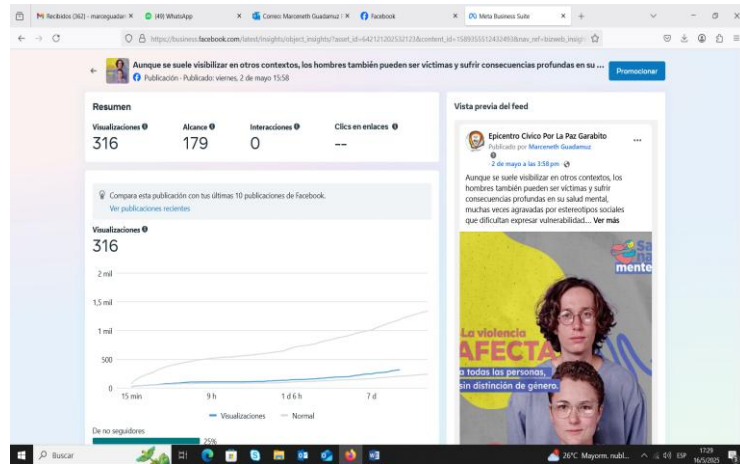 Recibidos (362) - marceguadar
(49) WhatsApp
Correo: Marceneth Guadamuz
Facebook
Meta Business Suite
Aunque se suele visibilizar en otros contextos, los hombres también pueden ser víctimas y sufrir consecuencias profundas en su ...
Publicación · Publicado: viernes, 2 de mayo 15:58
Promocionar
Resumen
Visualizaciones
316
Alcance
179
Interacciones
0
Clics en enlaces
--
Compara esta publicación con tus últimas 10 publicaciones de Facebook.
Ver publicaciones recientes
Visualizaciones
316
2 mil
1,5 mil
1 mil
500
0
15 min
9 h
1 d 6 h
7 d
Visualizaciones
Normal
De no seguidores
25%
Vista previa del feed
Epicentro Cívico Por La Paz Garabito
Publicado por Marceneth Guadamuz
2 de mayo a las 3:58 pm
Aunque se suele visibilizar en otros contextos, los
hombres también pueden ser víctimas y sufrir
consecuencias profundas en su salud mental,
muchas veces agravadas por estereotipos sociales
que dificultan expresar vulnerabilidad... Ver más
Sa
na
mente
La violencia
AFECTA
a todas las personas,
sin distinción de género.
Buscar
26°C Mayorm. nubl...
ESP
17:29
16/5/2025